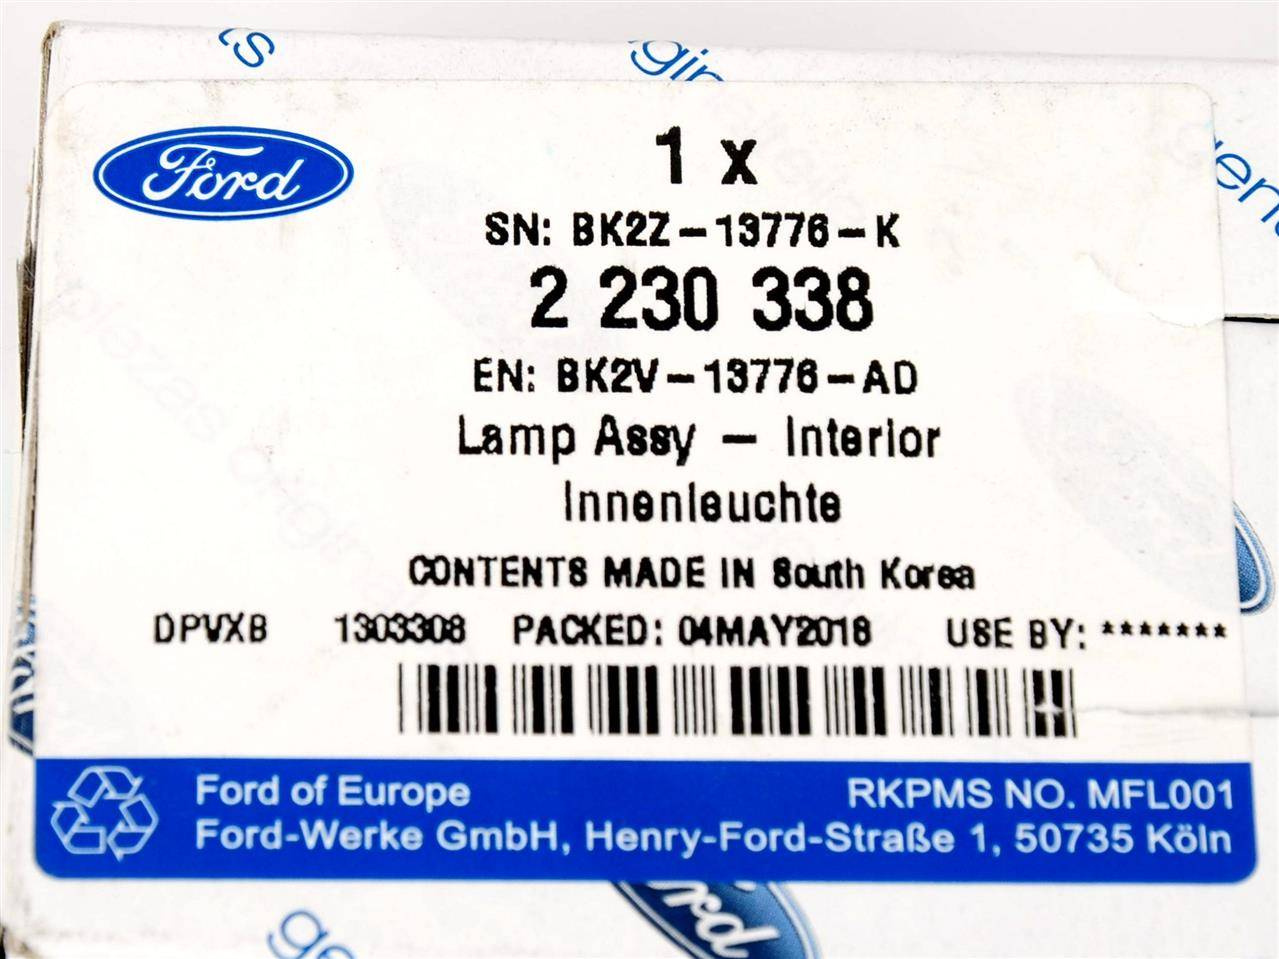 Ford
1 x
SN: BK2Z-13776-K
2 230 338
EN: BK2V-13776-AD
Lamp Assy - Interior
Innenleuchte
CONTENTS MADE IN South Korea
DPVXB 1303308 PACKED: 04MAY2018 USE BY: *******
Ford of Europe RKPMS NO. MFL001
Ford-Werke GmbH, Henry-Ford-Straße 1, 50735 Köln